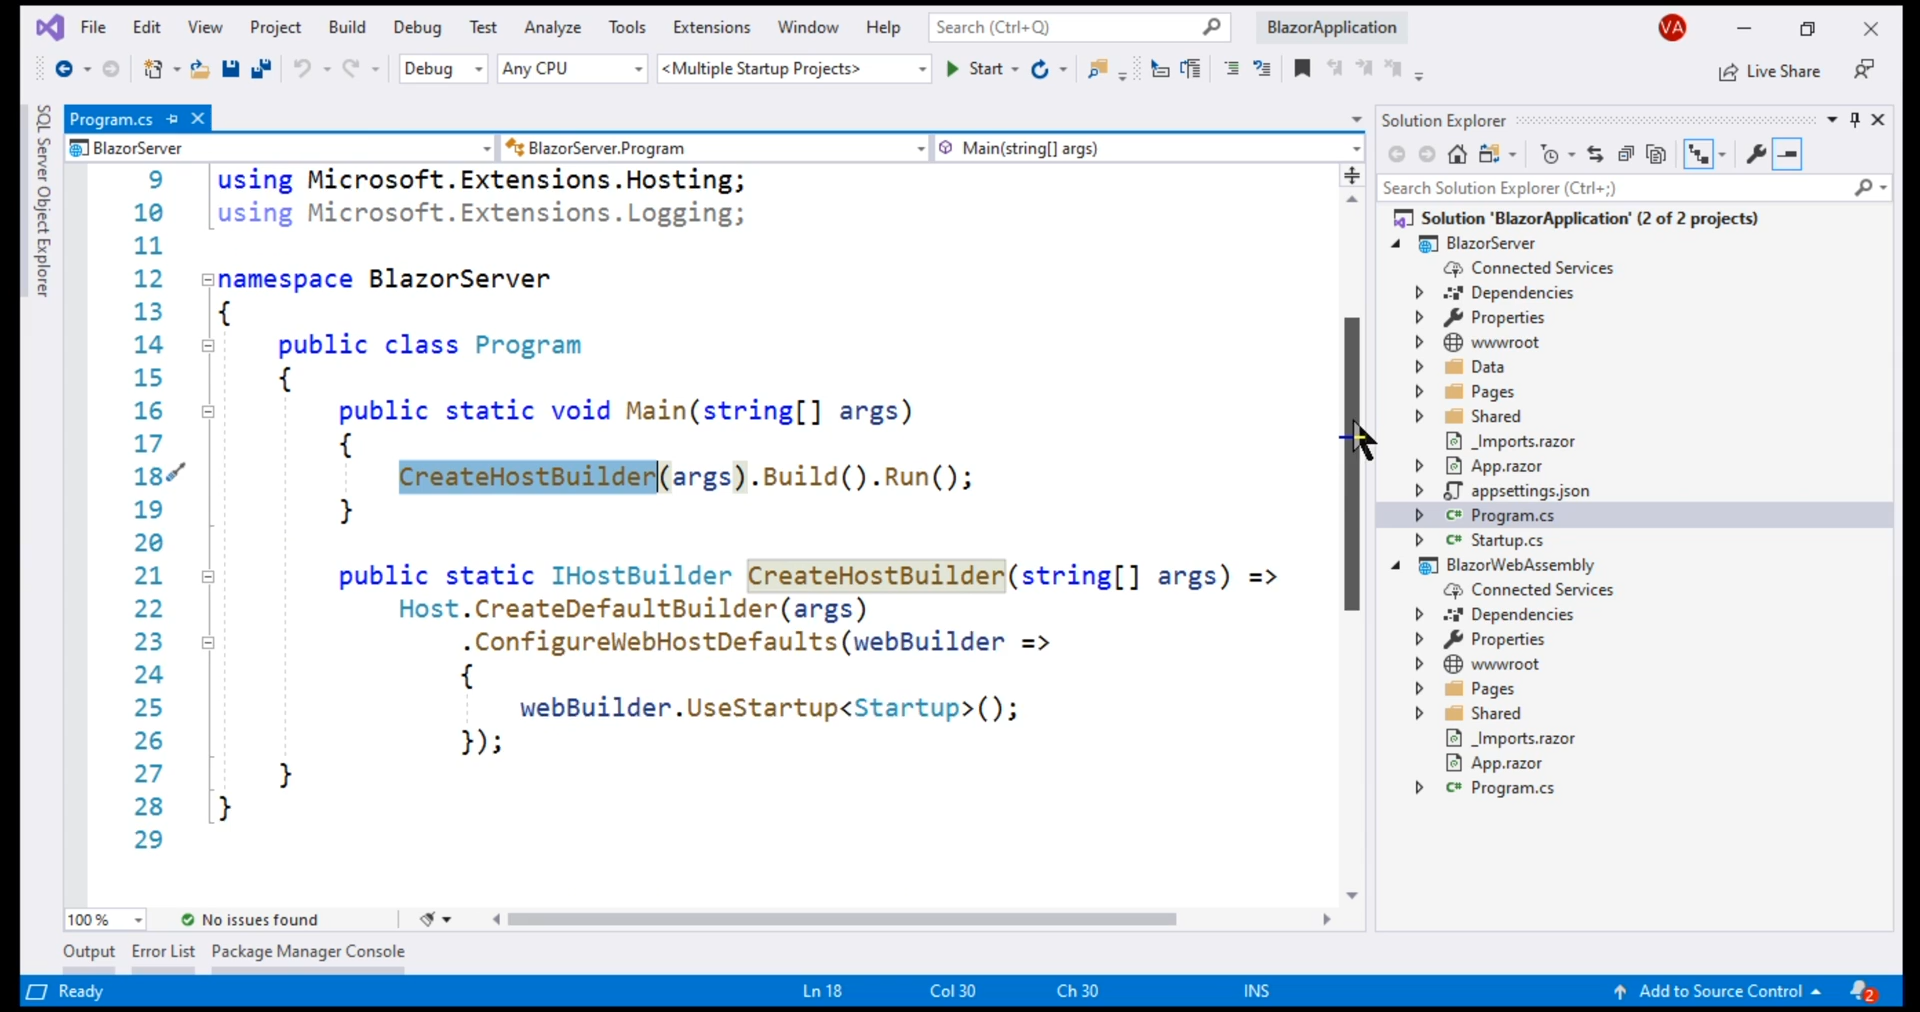 File Edit View Project Build Debug Test Analyze Tools Extensions Window Help Search (Ctrl+Q) BlazorApplication VA
Debug Any CPU <Multiple Startup Projects> Start Live Share
SQL Server Object Explorer
Program.cs
BlazorServer BlazorServer.Program Main(string[] args)
9 using Microsoft.Extensions.Hosting;
10 using Microsoft.Extensions.Logging;
11
12 namespace BlazorServer
13 {
14 public class Program
15 {
16 public static void Main(string[] args)
17 {
18 CreateHostBuilder(args).Build().Run();
19 }
20
21 public static IHostBuilder CreateHostBuilder(string[] args) =>
22 Host.CreateDefaultBuilder(args)
23 .ConfigureWebHostDefaults(webBuilder =>
24 {
25 webBuilder.UseStartup<Startup>();
26 });
27 }
28 }
29
100 % No issues found
Output Error List Package Manager Console
Solution Explorer
Search Solution Explorer (Ctrl+;)
Solution 'BlazorApplication' (2 of 2 projects)
BlazorServer
Connected Services
Dependencies
Properties
wwwroot
Data
Pages
Shared
_Imports.razor
App.razor
appsettings.json
C# Program.cs
C# Startup.cs
BlazorWebAssembly
Connected Services
Dependencies
Properties
wwwroot
Pages
Shared
_Imports.razor
App.razor
C# Program.cs
Ready Ln 18 Col 30 Ch 30 INS Add to Source Control 2